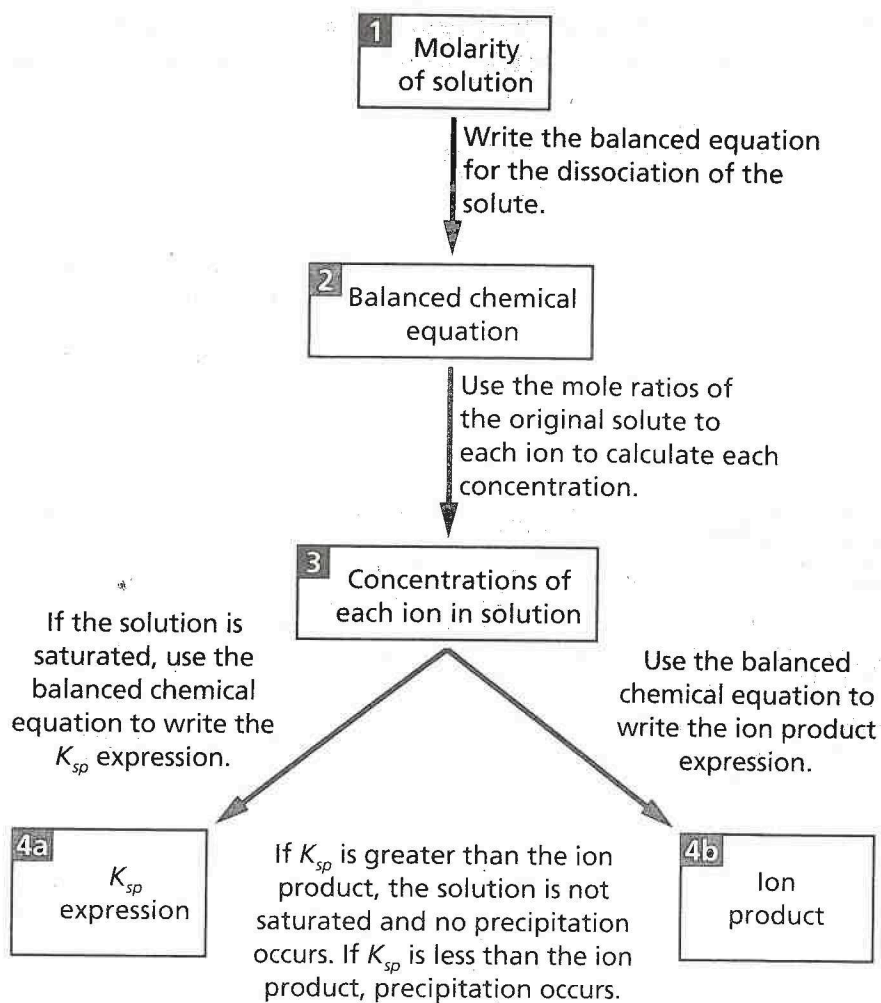 1
Molarity
of solution
Write the balanced equation
for the dissociation of the
solute.
2
Balanced chemical
equation
Use the mole ratios of
the original solute to
each ion to calculate each
concentration.
3
Concentrations of
each ion in solution
If the solution is
saturated, use the
balanced chemical
equation to write the
Ksp expression.
Use the balanced
chemical equation to
write the ion product
expression.
4a
Ksp
expression
If Ksp is greater than the ion
product, the solution is not
saturated and no precipitation
occurs. If Ksp is less than the ion
product, precipitation occurs.
4b
Ion
product